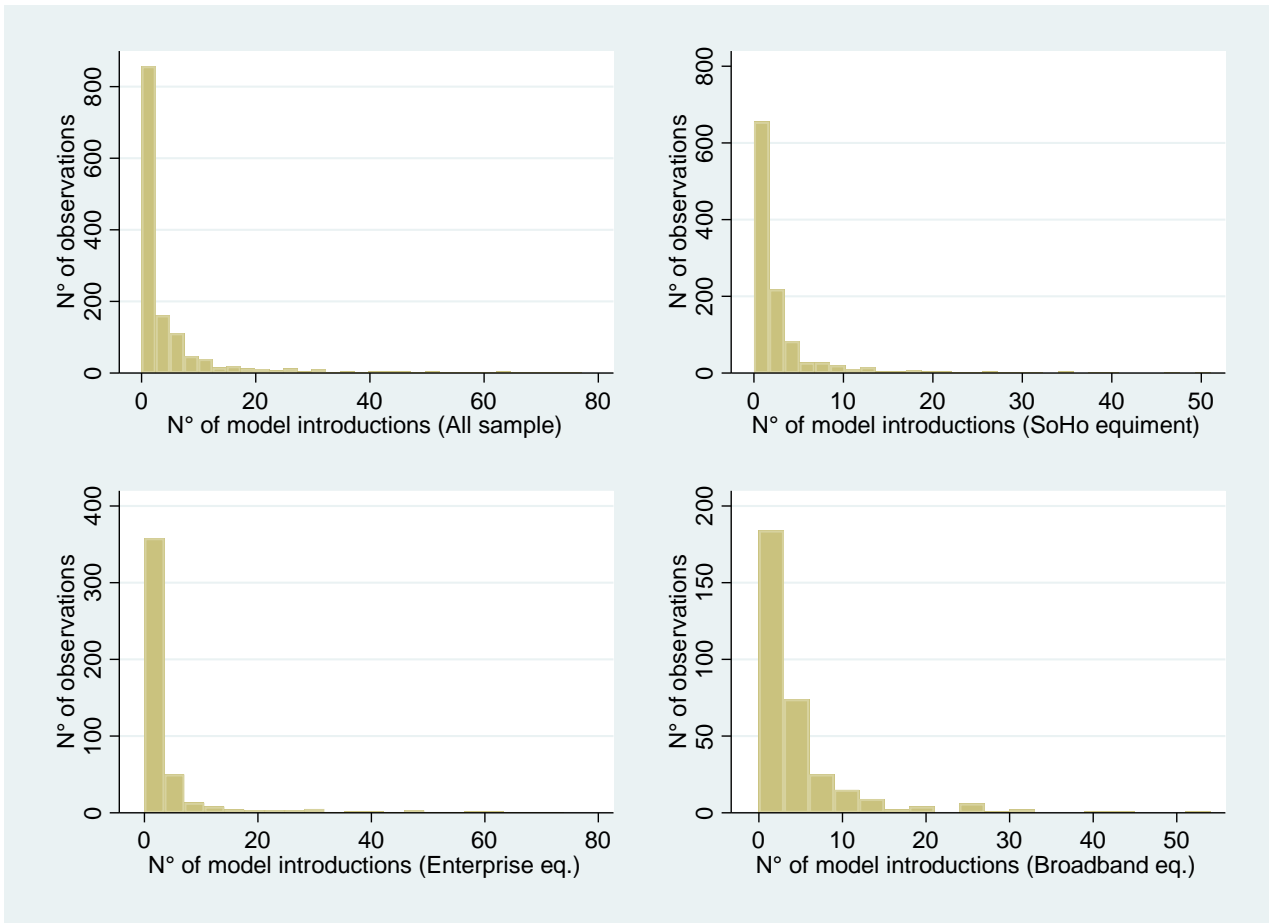 N° of observations
0 200 400 600 800
0 20 40 60 80
N° of model introductions (All sample)
N° of observations
0 200 400 600 800
0 10 20 30 40 50
N° of model introductions (SoHo equiment)
N° of observations
0 100 200 300 400
0 20 40 60 80
N° of model introductions (Enterprise eq.)
N° of observations
0 50 100 150 200
0 10 20 30 40 50
N° of model introductions (Broadband eq.)